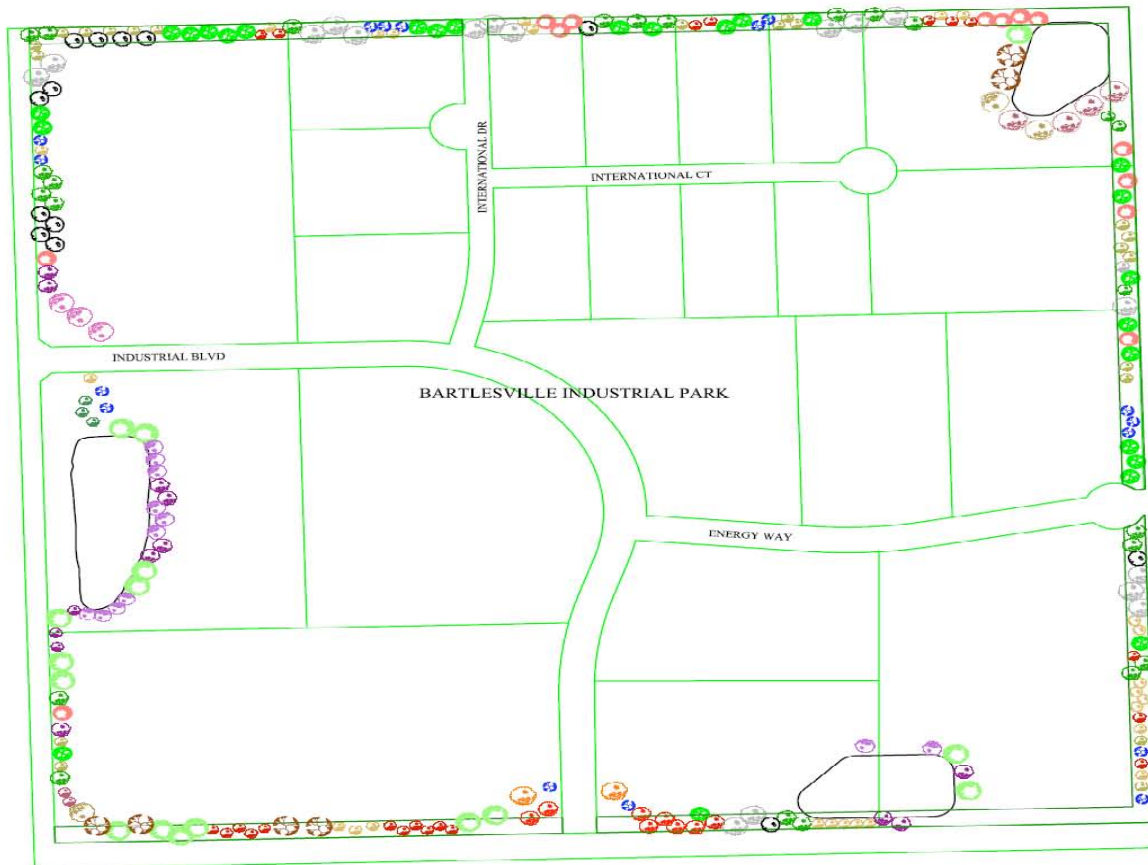 INTERNATIONAL DR
INTERNATIONAL CT
INDUSTRIAL BLVD
BARTLESVILLE INDUSTRIAL PARK
ENERGY WAY